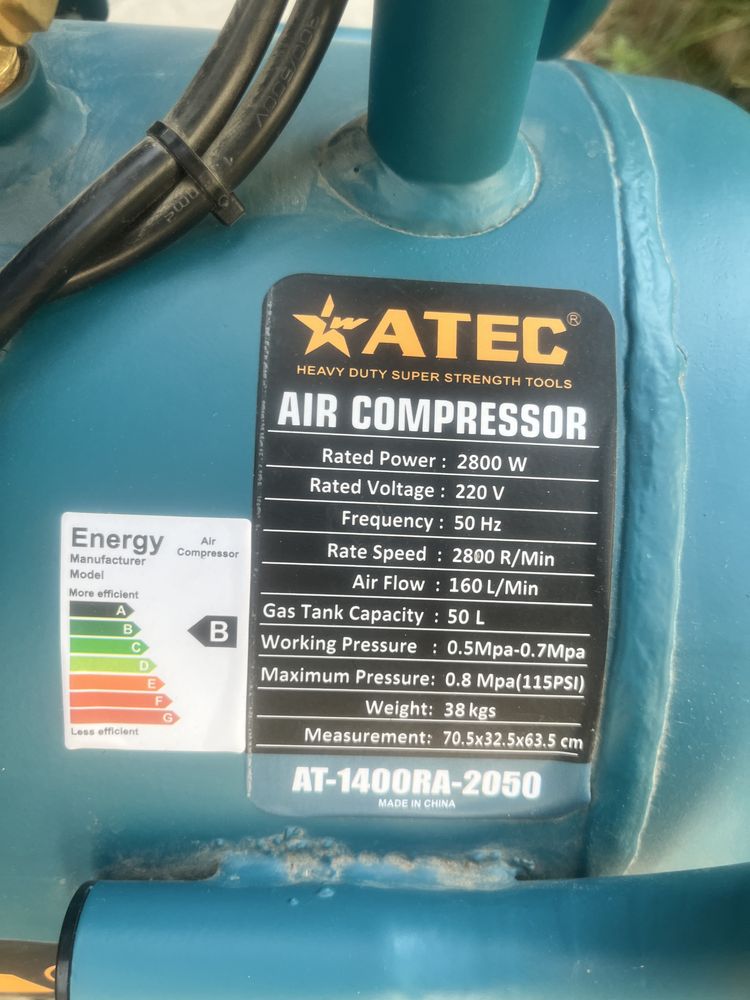 300/500V
ATEC®
HEAVY DUTY SUPER STRENGTH TOOLS
AIR COMPRESSOR
Rated Power : 2800 W
Rated Voltage : 220 V
Frequency : 50 Hz
Rate Speed : 2800 R/Min
Air Flow : 160 L/Min
Gas Tank Capacity : 50 L
Working Pressure : 0.5Mpa-0.7Mpa
Maximum Pressure: 0.8 Mpa(115PSI)
Weight: 38 kgs
Measurement: 70.5x32.5x63.5 cm
AT-1400RA-2050
MADE IN CHINA
Energy
Air
Compressor
Manufacturer
Model
More efficient
A
B
C
D
E
F
G
B
Less efficient